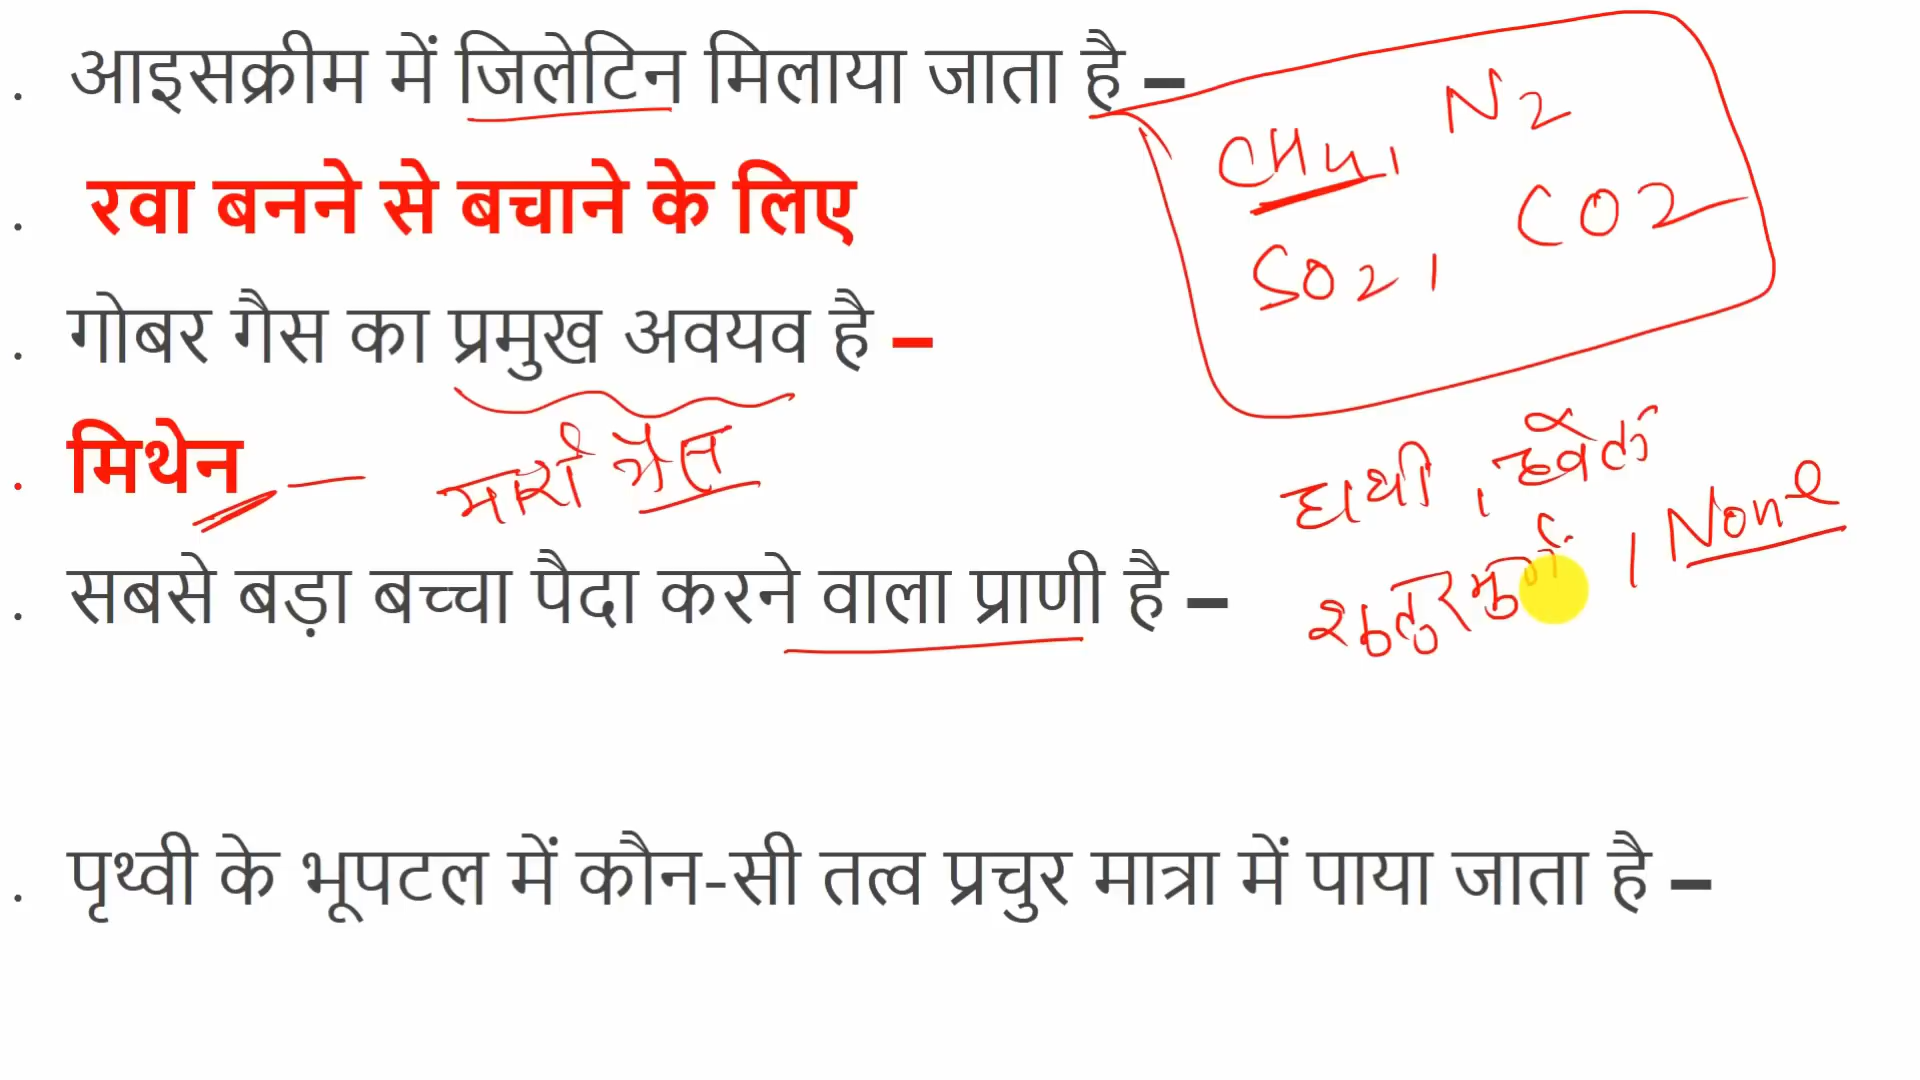 . आइसक्रीम में जिलेटिन मिलाया जाता है –
CH4, N2
. रवा बनने से बचाने के लिए
SO2, CO2
. गोबर गैस का प्रमुख अवयव है –
. मिथेन — मार्श गैस
हाथी, व्हेल
. सबसे बड़ा बच्चा पैदा करने वाला प्राणी है –
शुतुरमुर्ग, None
. पृथ्वी के भूपटल में कौन-सी तत्व प्रचुर मात्रा में पाया जाता है –